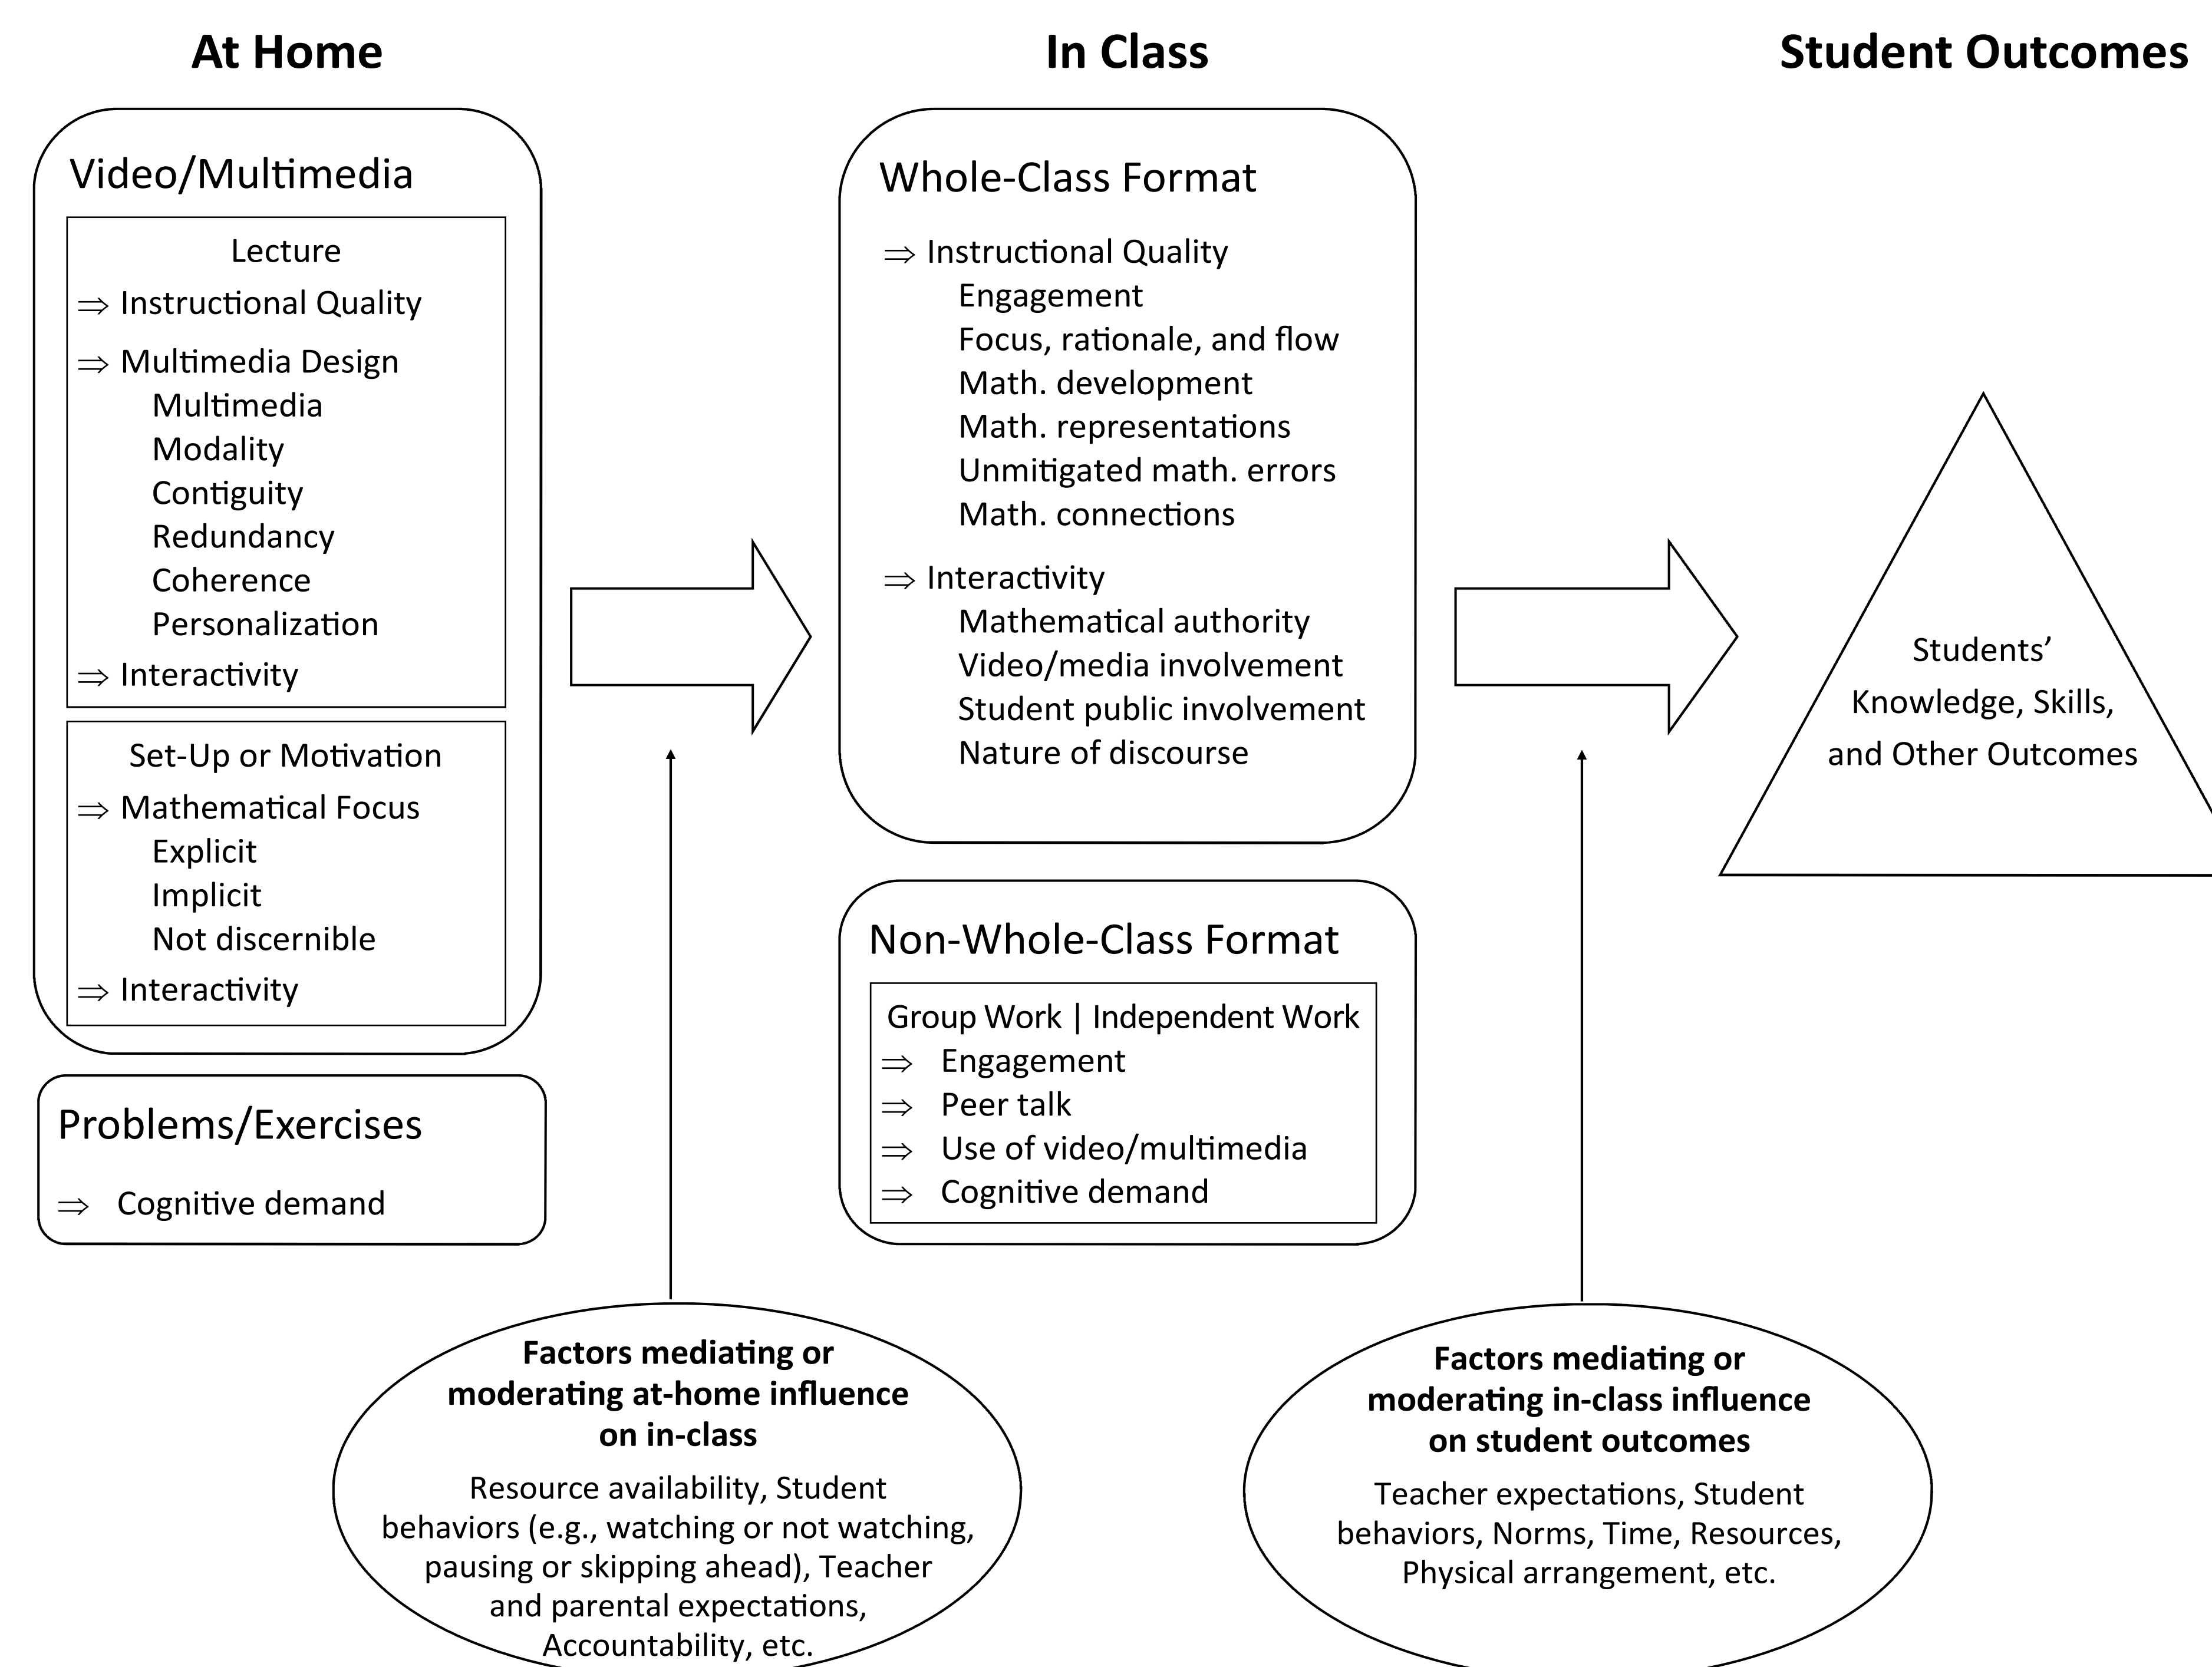 At Home
Video/Multimedia
Lecture
⇒ Instructional Quality
⇒ Multimedia Design
Multimedia
Modality
Contiguity
Redundancy
Coherence
Personalization
⇒ Interactivity
Set-Up or Motivation
⇒ Mathematical Focus
Explicit
Implicit
Not discernible
⇒ Interactivity
Problems/Exercises
⇒ Cognitive demand
In Class
Whole-Class Format
⇒ Instructional Quality
Engagement
Focus, rationale, and flow
Math. development
Math. representations
Unmitigated math. errors
Math. connections
⇒ Interactivity
Mathematical authority
Video/media involvement
Student public involvement
Nature of discourse
Non-Whole-Class Format
Group Work | Independent Work
⇒ Engagement
⇒ Peer talk
⇒ Use of video/multimedia
⇒ Cognitive demand
Student Outcomes
Students’
Knowledge, Skills,
and Other Outcomes
Factors mediating or
moderating at-home influence
on in-class
Resource availability, Student
behaviors (e.g., watching or not watching,
pausing or skipping ahead), Teacher
and parental expectations,
Accountability, etc.
Factors mediating or
moderating in-class influence
on student outcomes
Teacher expectations, Student
behaviors, Norms, Time, Resources,
Physical arrangement, etc.